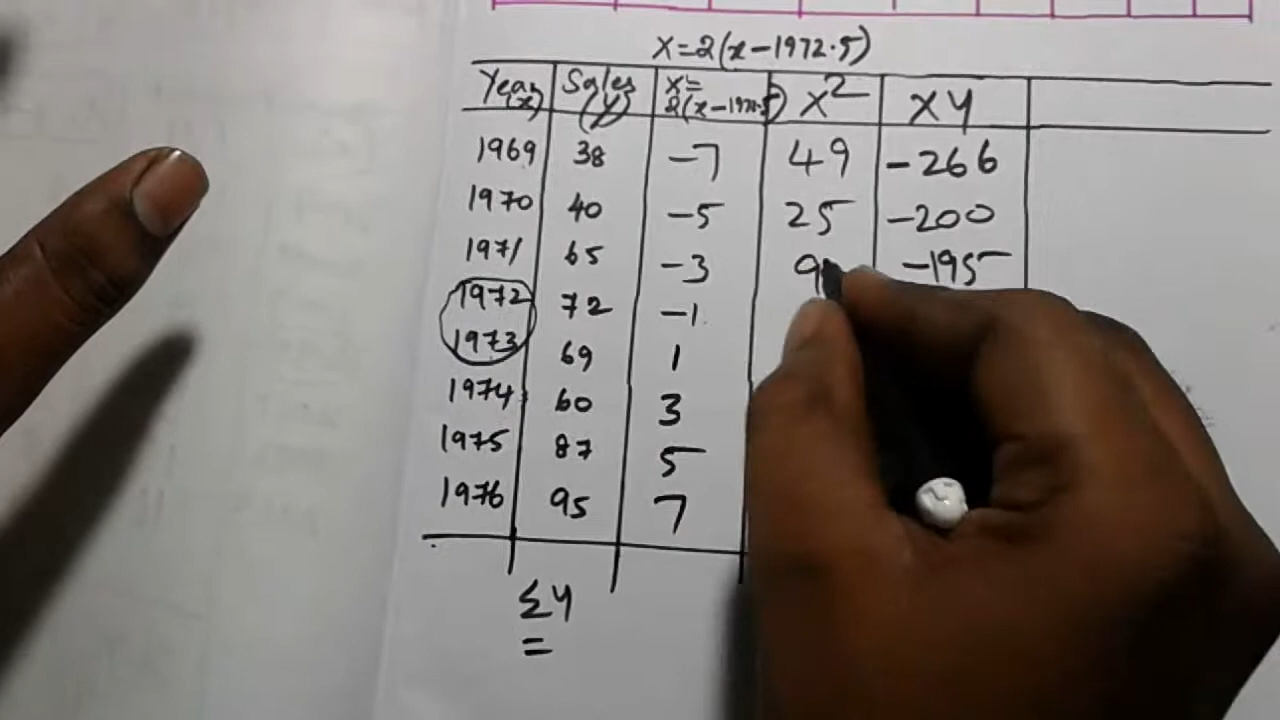 X=2(x-1972.5)
Year (x) Sales (y) X= 2(x-1972.5) X² XY
1969 38 -7 49 -266
1970 40 -5 25 -200
1971 65 -3 9 -195
1972 72 -1
1973 69 1
1974 60 3
1975 87 5
1976 95 7
Σy
=